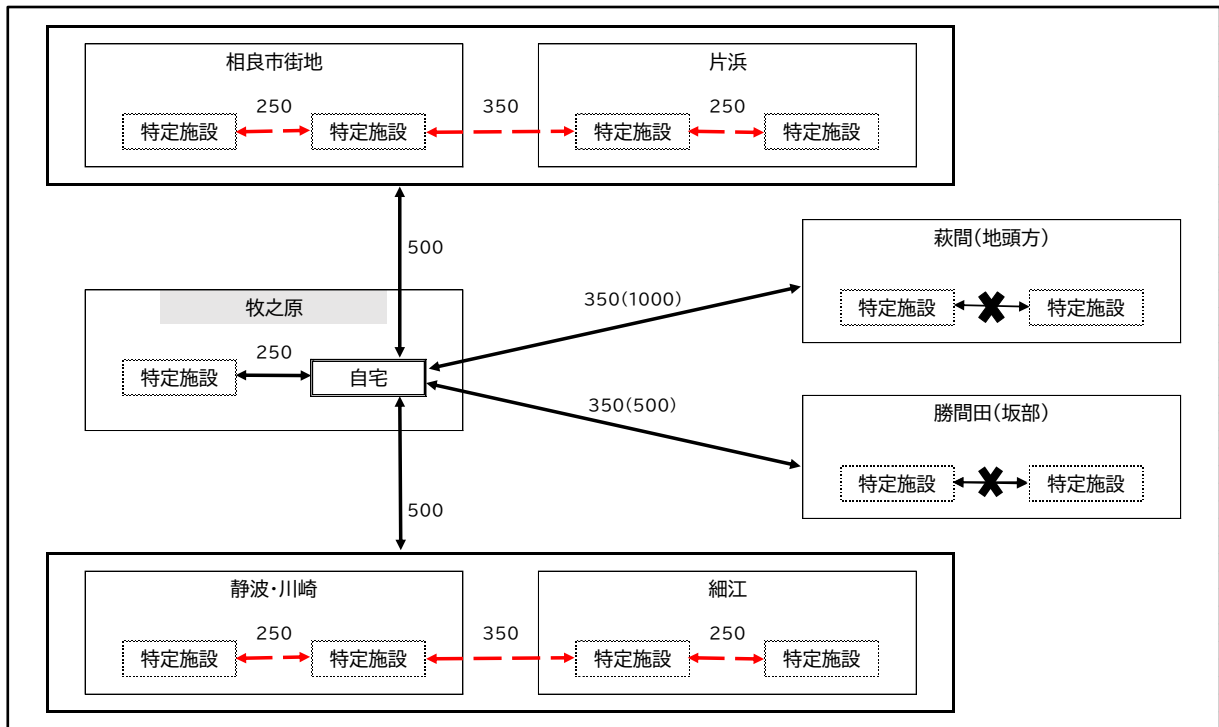 相良市街地
片浜
250
350
250
特定施設
特定施設
特定施設
特定施設
500
萩間(地頭方)
350(1000)
特定施設
特定施設
牧之原
250
特定施設
自宅
350(500)
勝間田(坂部)
特定施設
特定施設
500
静波・川崎
細江
250
350
250
特定施設
特定施設
特定施設
特定施設